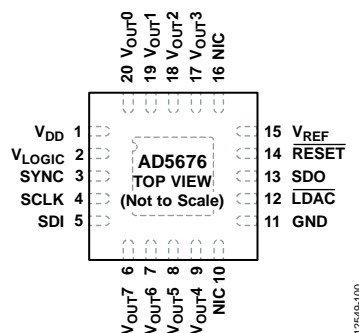 20 VOUT0
19 VOUT1
18 VOUT2
17 VOUT3
16 NIC
VDD 1
VLOGIC 2
SYNC 3
SCLK 4
SDI 5
AD5676
TOP VIEW
(Not to Scale)
15 VREF
14 RESET
13 SDO
12 LDAC
11 GND
VOUT7 6
VOUT6 7
VOUT5 8
VOUT4 9
NIC 10
12549-100